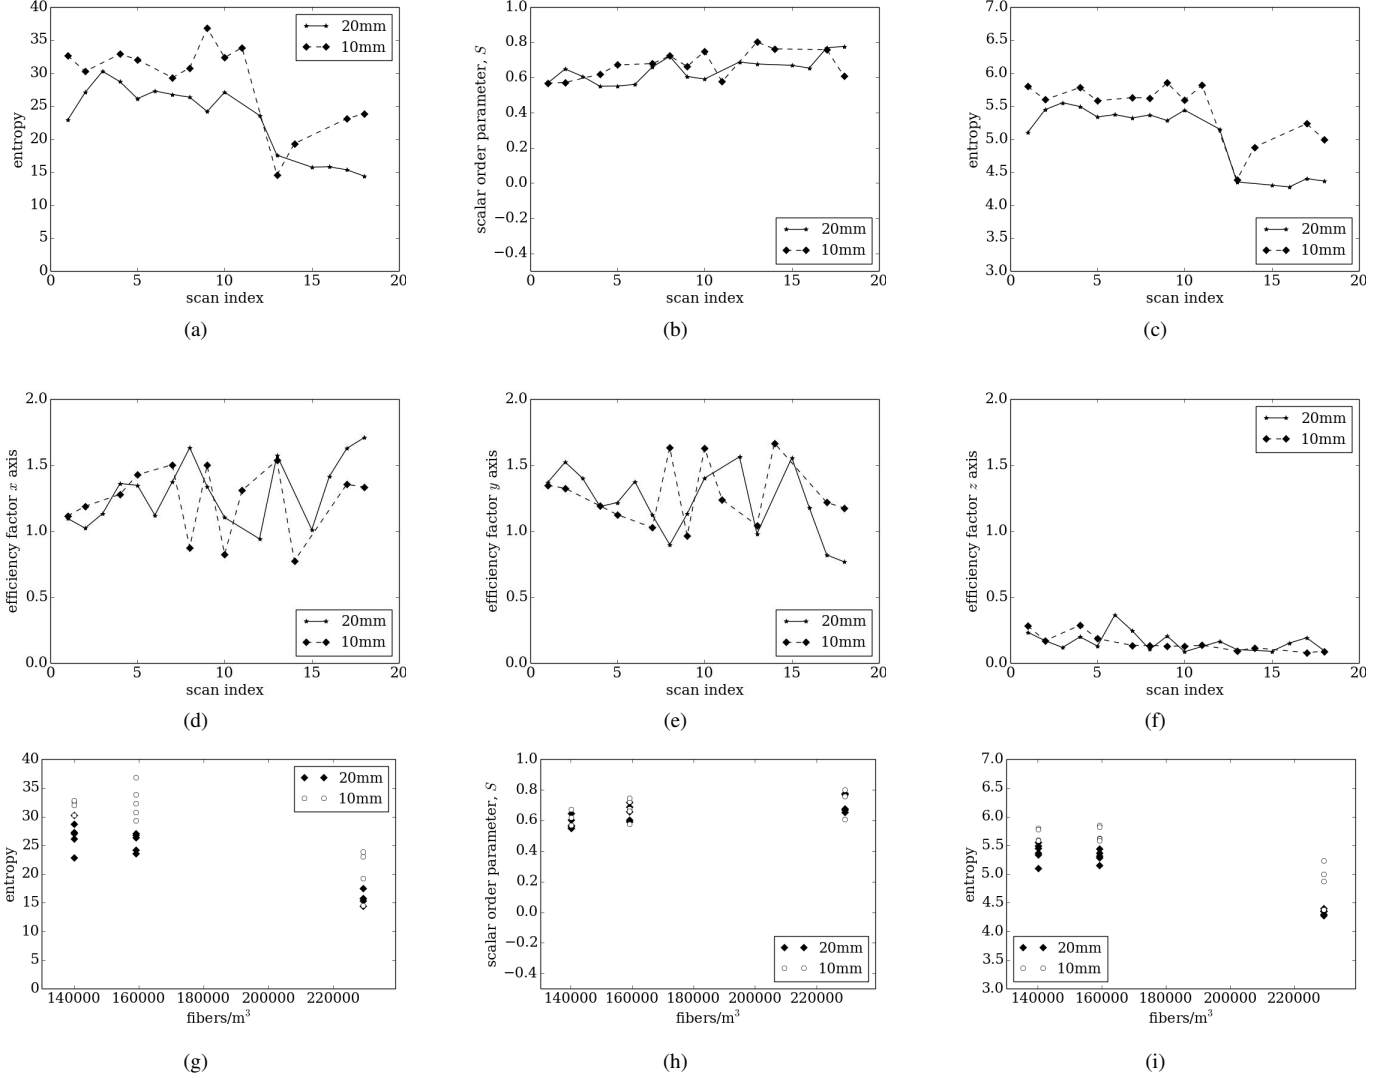 40
35
30
25
20
15
10
5
0
entropy
20mm
10mm
0 5 10 15 20
scan index
(a)
1.0
0.8
0.6
0.4
0.2
0.0
−0.2
−0.4
scalar order parameter, S
20mm
10mm
0 5 10 15 20
scan index
(b)
7.0
6.5
6.0
5.5
5.0
4.5
4.0
3.5
3.0
entropy
20mm
10mm
0 5 10 15 20
scan index
(c)
2.0
1.5
1.0
0.5
0.0
efficiency factor x axis
20mm
10mm
0 5 10 15 20
scan index
(d)
2.0
1.5
1.0
0.5
0.0
efficiency factor y axis
20mm
10mm
0 5 10 15 20
scan index
(e)
2.0
1.5
1.0
0.5
0.0
efficiency factor z axis
20mm
10mm
0 5 10 15 20
scan index
(f)
40
35
30
25
20
15
10
5
0
entropy
20mm
10mm
140000 160000 180000 200000 220000
fibers/m³
(g)
1.0
0.8
0.6
0.4
0.2
0.0
−0.2
−0.4
scalar order parameter, S
20mm
10mm
140000 160000 180000 200000 220000
fibers/m³
(h)
7.0
6.5
6.0
5.5
5.0
4.5
4.0
3.5
3.0
entropy
20mm
10mm
140000 160000 180000 200000 220000
fibers/m³
(i)